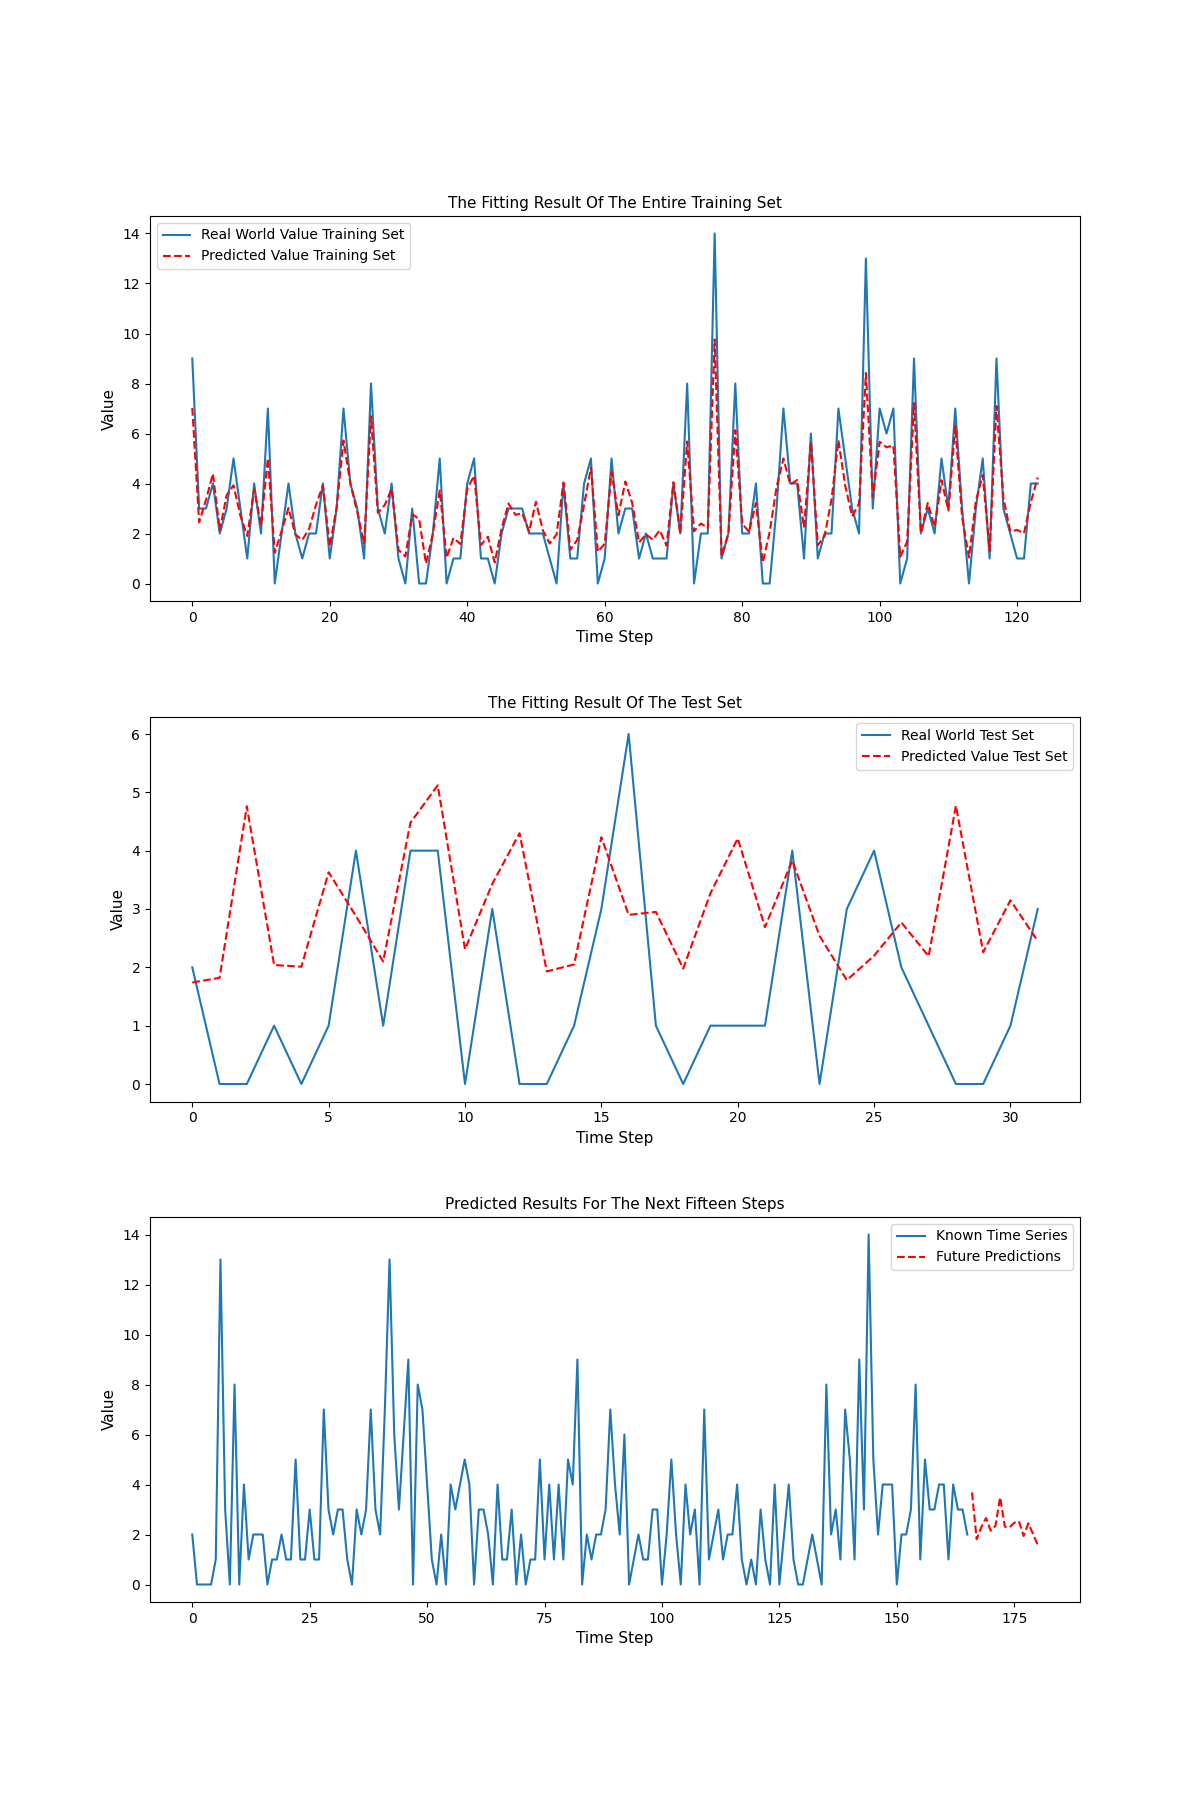 The Fitting Result Of The Entire Training Set
Real World Value Training Set
Predicted Value Training Set
14
12
10
8
6
4
2
0
Value
0 20 40 60 80 100 120
Time Step
The Fitting Result Of The Test Set
Real World Test Set
Predicted Value Test Set
6
5
4
3
2
1
0
Value
0 5 10 15 20 25 30
Time Step
Predicted Results For The Next Fifteen Steps
Known Time Series
Future Predictions
14
12
10
8
6
4
2
0
Value
0 25 50 75 100 125 150 175
Time Step